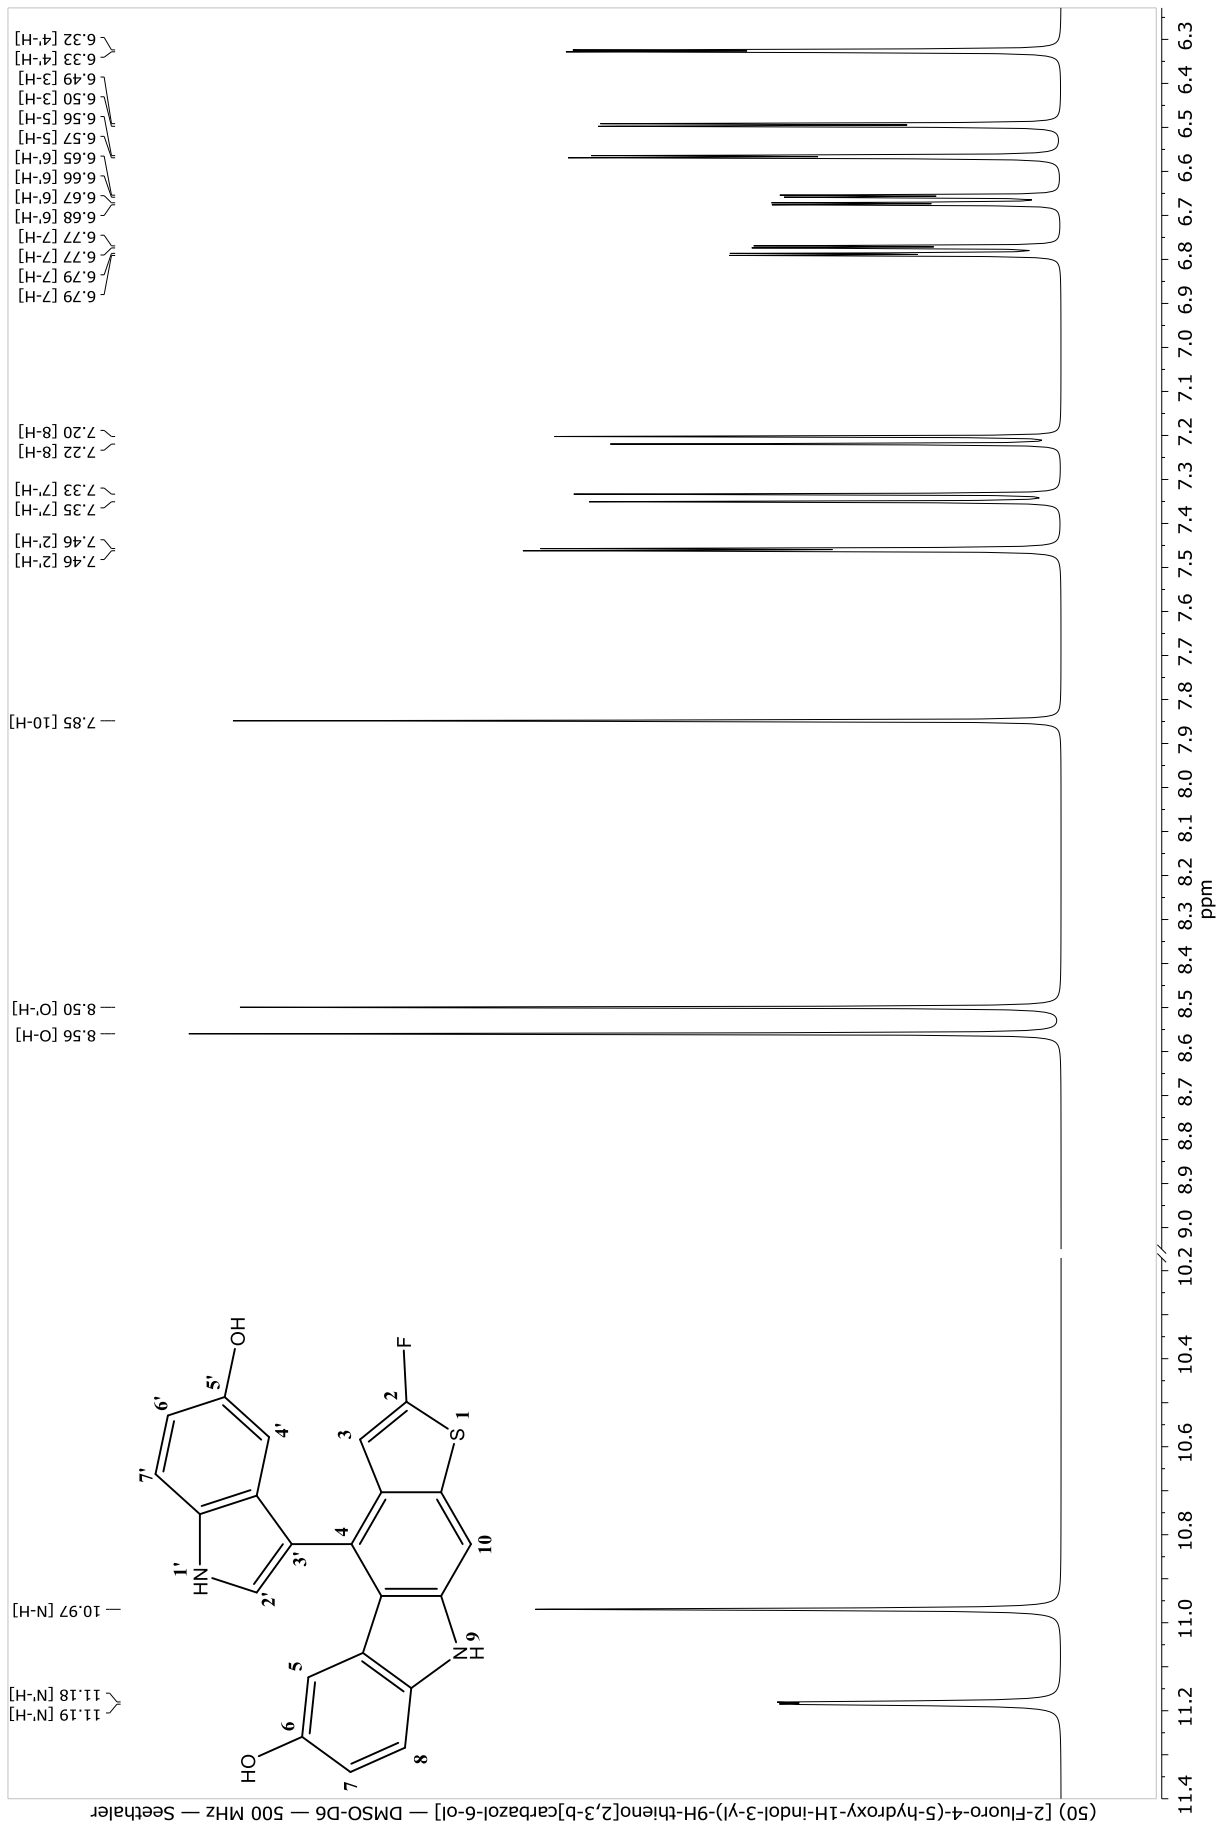 (50) [2-Fluoro-4-(5-hydroxy-1H-indol-3-yl)-9H-thieno[2,3-b]carbazol-6-ol] — DMSO-D6 — 500 MHz — Seethaler
11.19 [N'-H]
11.18 [N'-H]
10.97 [N-H]
8.56 [O-H]
8.50 [O'-H]
7.85 [10-H]
7.46 [2'-H]
7.46 [2'-H]
7.35 [7'-H]
7.33 [7'-H]
7.22 [8-H]
7.20 [8-H]
6.79 [7-H]
6.79 [7-H]
6.77 [7-H]
6.77 [7-H]
6.68 [6'-H]
6.67 [6'-H]
6.66 [6'-H]
6.65 [6'-H]
6.57 [5-H]
6.56 [5-H]
6.50 [3-H]
6.49 [3-H]
6.33 [4'-H]
6.32 [4'-H]
OH
5'
6'
4'
7'
HN
1'
2'
3'
F
2
3
S
1
4
10
N
H
9
5
6
HO
7
8
11.4
11.2
11.0
10.8
10.6
10.4
10.2
9.0
8.9
8.8
8.7
8.6
8.5
8.4
8.3
8.2
8.1
8.0
7.9
7.8
7.7
7.6
7.5
7.4
7.3
7.2
7.1
7.0
6.9
6.8
6.7
6.6
6.5
6.4
6.3
ppm